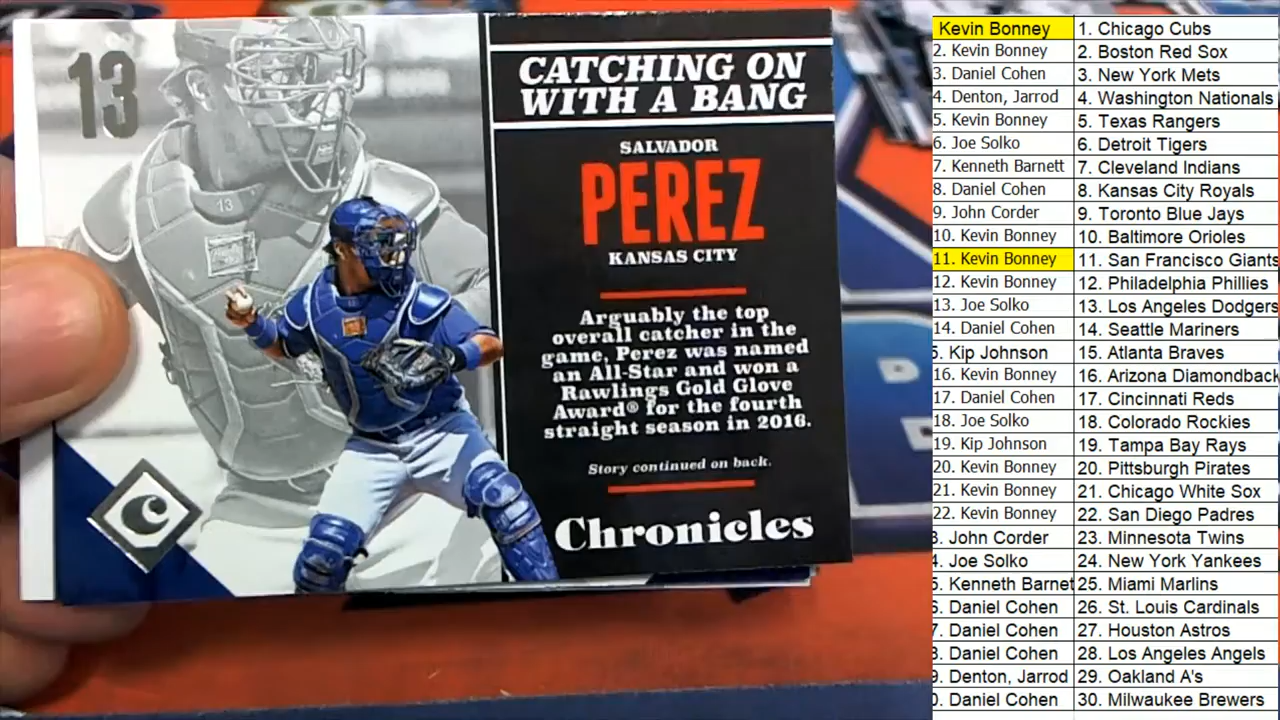 13
CATCHING ON
WITH A BANG
SALVADOR
PEREZ
KANSAS CITY
Arguably the top
overall catcher in the
game, Perez was named
an All-Star and won a
Rawlings Gold Glove
Award® for the fourth
straight season in 2016.
Story continued on back.
Chronicles
C
13
Kevin Bonney 1. Chicago Cubs
2. Kevin Bonney 2. Boston Red Sox
3. Daniel Cohen 3. New York Mets
4. Denton, Jarrod 4. Washington Nationals
5. Kevin Bonney 5. Texas Rangers
6. Joe Solko 6. Detroit Tigers
7. Kenneth Barnett 7. Cleveland Indians
8. Daniel Cohen 8. Kansas City Royals
9. John Corder 9. Toronto Blue Jays
10. Kevin Bonney 10. Baltimore Orioles
11. Kevin Bonney 11. San Francisco Giants
12. Kevin Bonney 12. Philadelphia Phillies
13. Joe Solko 13. Los Angeles Dodgers
14. Daniel Cohen 14. Seattle Mariners
5. Kip Johnson 15. Atlanta Braves
16. Kevin Bonney 16. Arizona Diamondback
17. Daniel Cohen 17. Cincinnati Reds
18. Joe Solko 18. Colorado Rockies
19. Kip Johnson 19. Tampa Bay Rays
20. Kevin Bonney 20. Pittsburgh Pirates
21. Kevin Bonney 21. Chicago White Sox
22. Kevin Bonney 22. San Diego Padres
3. John Corder 23. Minnesota Twins
4. Joe Solko 24. New York Yankees
5. Kenneth Barnet 25. Miami Marlins
6. Daniel Cohen 26. St. Louis Cardinals
7. Daniel Cohen 27. Houston Astros
8. Daniel Cohen 28. Los Angeles Angels
9. Denton, Jarrod 29. Oakland A's
0. Daniel Cohen 30. Milwaukee Brewers